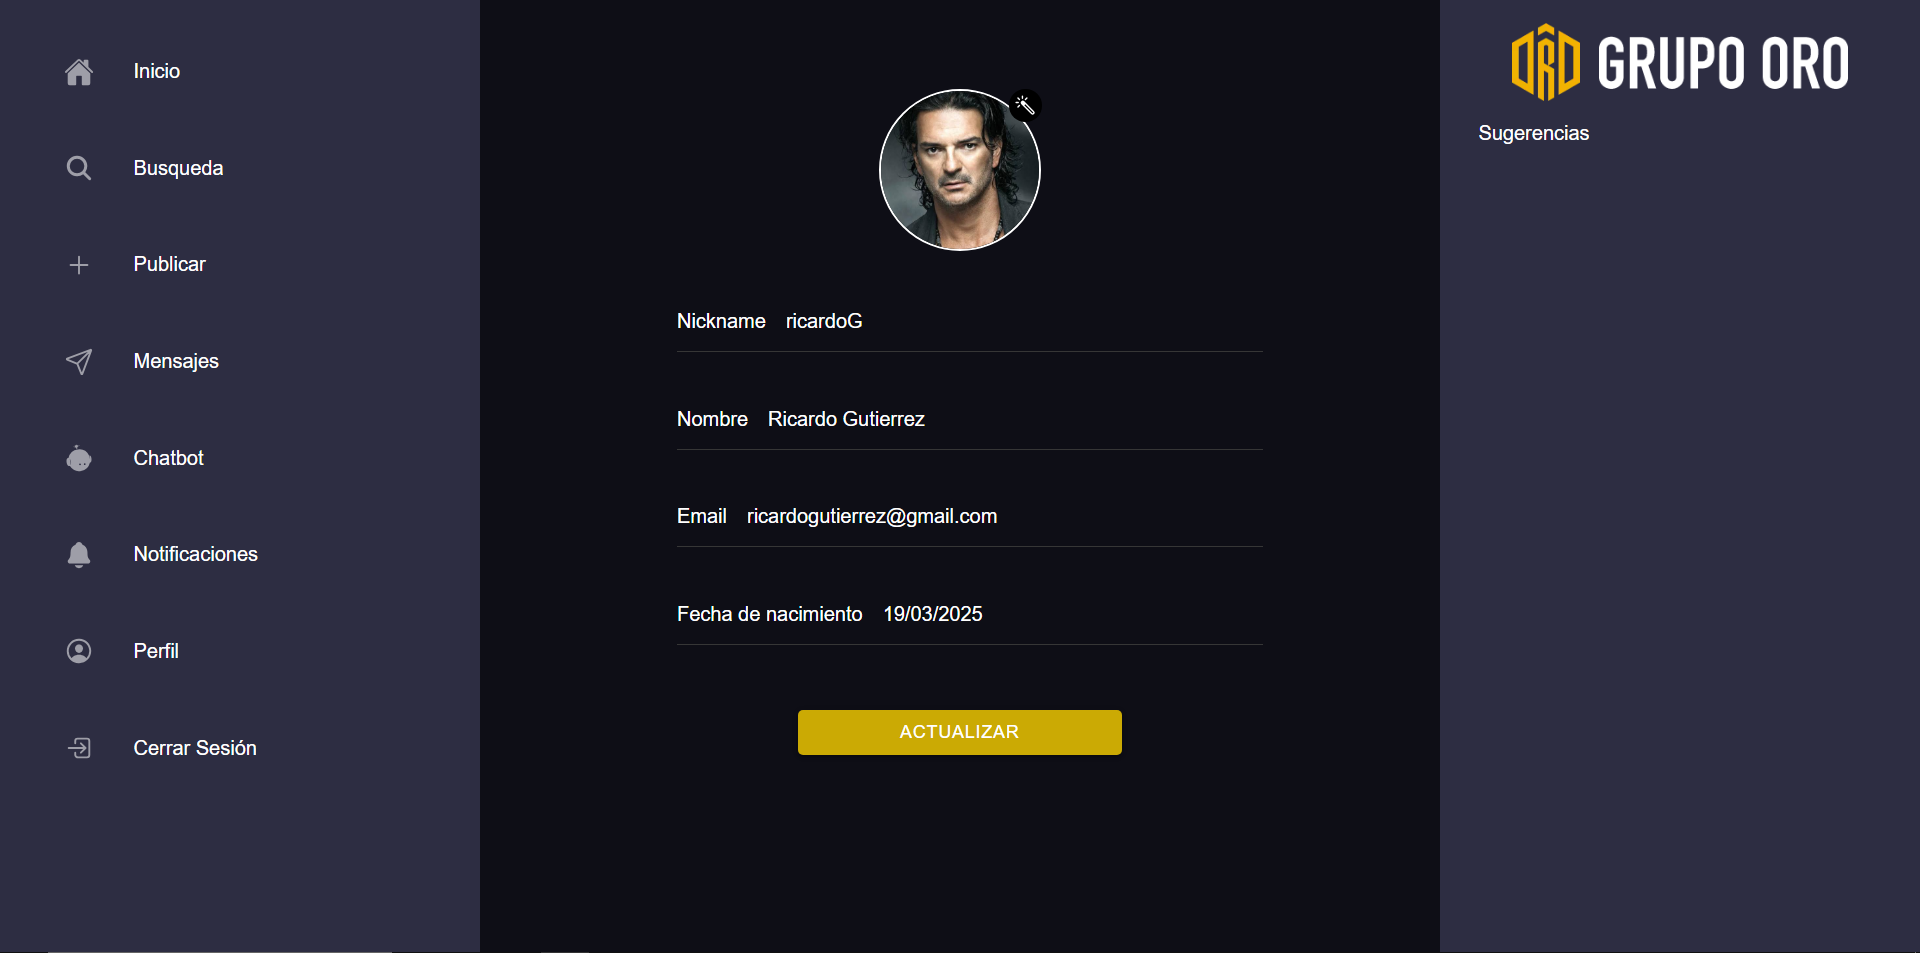 Inicio
Busqueda
Publicar
Mensajes
Chatbot
Notificaciones
Perfil
Cerrar Sesión
Nickname ricardoG
Nombre Ricardo Gutierrez
Email ricardogutierrez@gmail.com
Fecha de nacimiento 19/03/2025
ACTUALIZAR
ORO GRUPO ORO
Sugerencias